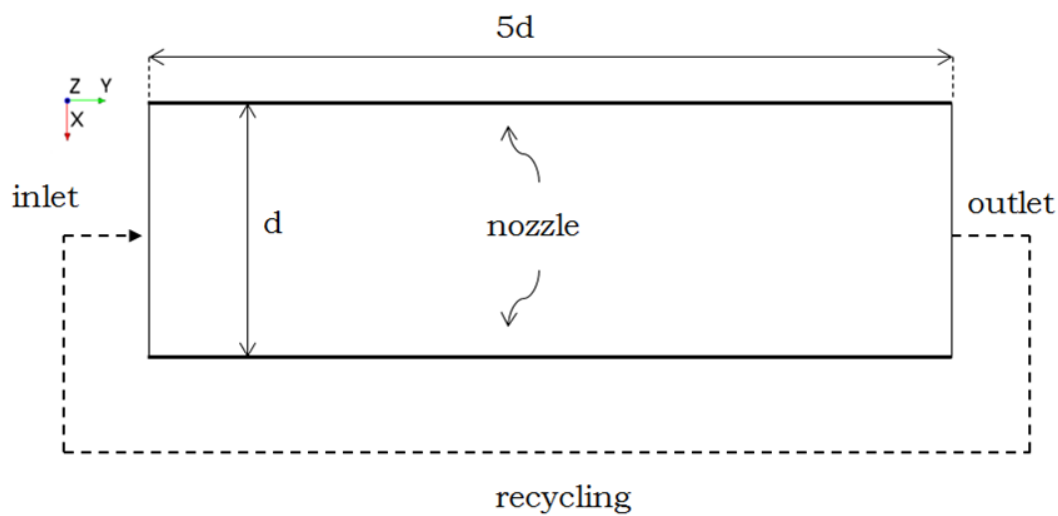 5d
Z Y
X
inlet
d
nozzle
outlet
recycling